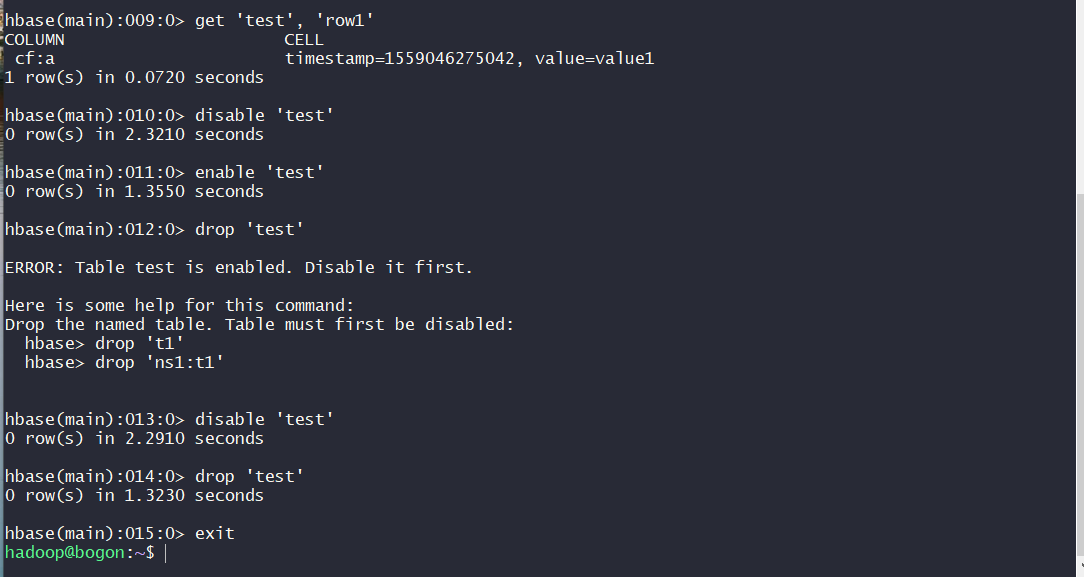 hbase(main):009:0> get 'test', 'row1'
COLUMN                      CELL
 cf:a                       timestamp=1559046275042, value=value1
1 row(s) in 0.0720 seconds

hbase(main):010:0> disable 'test'
0 row(s) in 2.3210 seconds

hbase(main):011:0> enable 'test'
0 row(s) in 1.3550 seconds

hbase(main):012:0> drop 'test'

ERROR: Table test is enabled. Disable it first.

Here is some help for this command:
Drop the named table. Table must first be disabled:
  hbase> drop 't1'
  hbase> drop 'ns1:t1'


hbase(main):013:0> disable 'test'
0 row(s) in 2.2910 seconds

hbase(main):014:0> drop 'test'
0 row(s) in 1.3230 seconds

hbase(main):015:0> exit
hadoop@bogon:~$